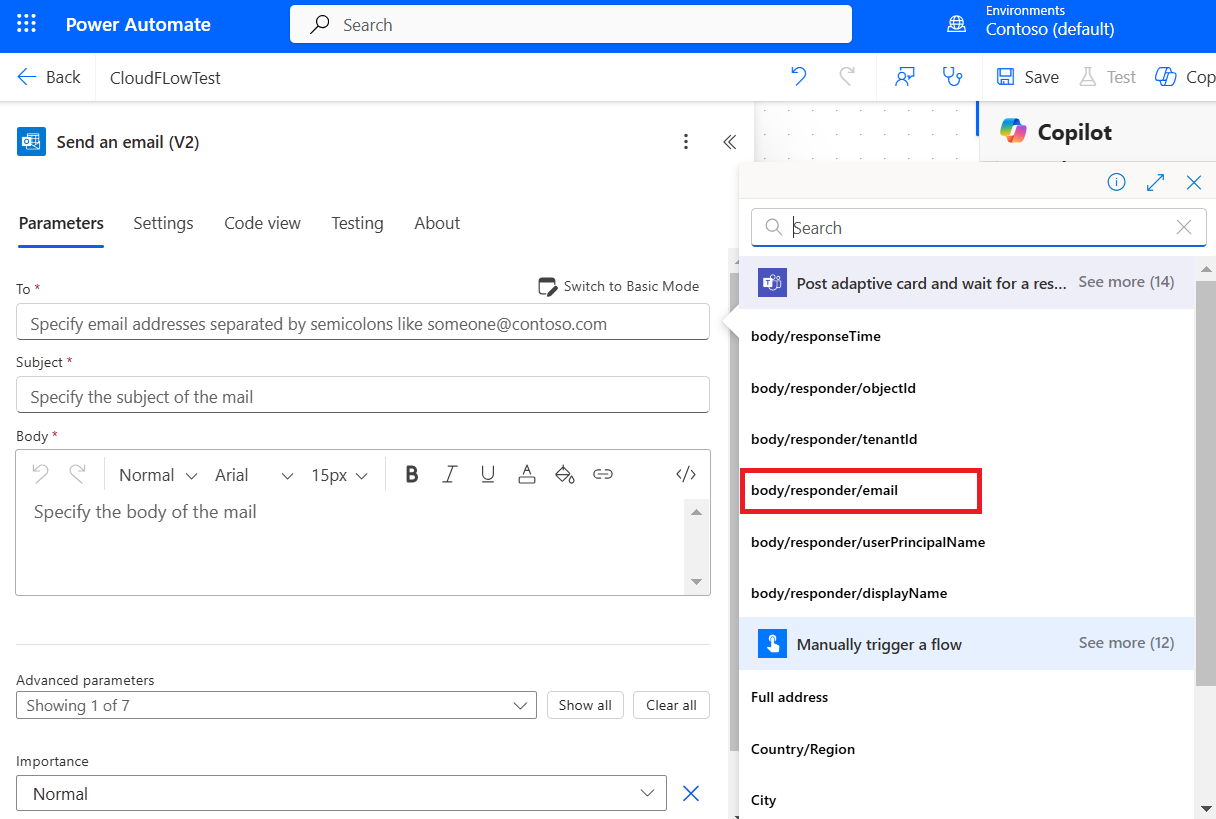 Power Automate
Search
Environments
Contoso (default)
Back
CloudFLowTest
Save
Test
Cop
Send an email (V2)
Copilot
Parameters
Settings
Code view
Testing
About
To *
Switch to Basic Mode
Specify email addresses separated by semicolons like someone@contoso.com
Subject *
Specify the subject of the mail
Body *
Normal
Arial
15px
B
I
U
A
</>
Specify the body of the mail
Advanced parameters
Showing 1 of 7
Show all
Clear all
Importance
Normal
Search
Post adaptive card and wait for a res...
See more (14)
body/responseTime
body/responder/objectId
body/responder/tenantId
body/responder/email
body/responder/userPrincipalName
body/responder/displayName
Manually trigger a flow
See more (12)
Full address
Country/Region
City